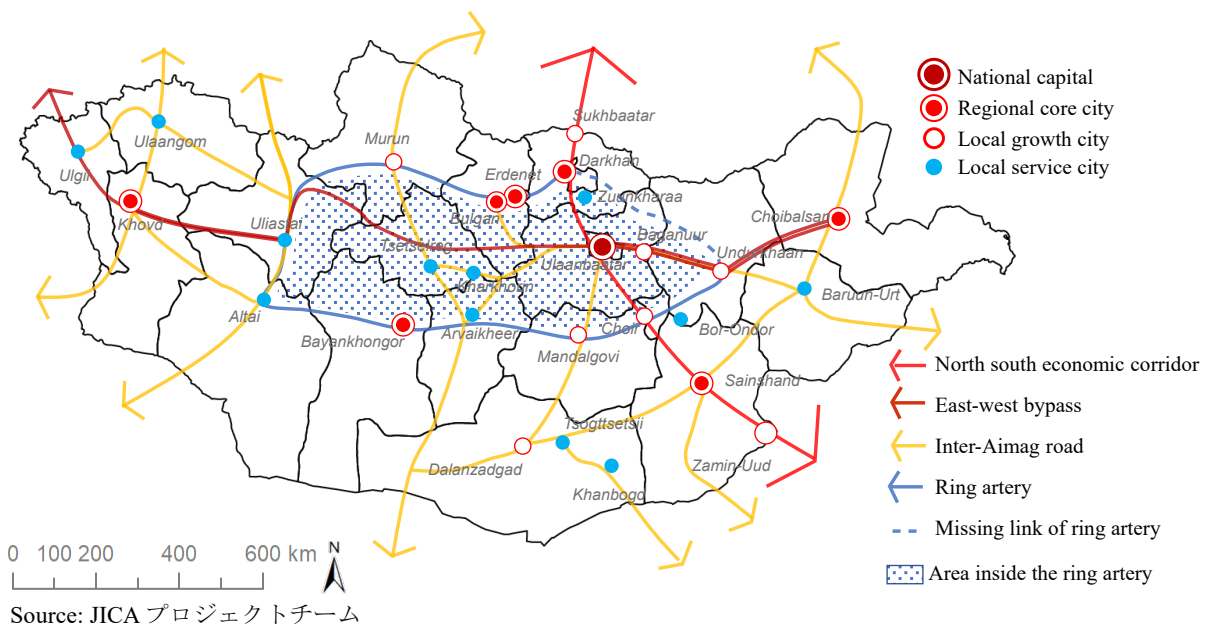 National capital
Regional core city
Local growth city
Local service city
Sukhbaatar
Murun
Ulaangom
Darkhan
Erdenet
Ulgii
Zuunkharaa
Khovd
Uliastai
Bulgan
Choibalsan
Baganuur
Tsetserleg
Undurkhaan
Ulaanbaatar
Kharkhorin
Baruun-Urt
Altai
Bayankhongor
Arvaikheer
Choir
Bor-Ondor
Mandalgovi
Sainshand
Tsogttsetsii
Dalanzadgad
Zamin-Uud
Khanbogd
North south economic corridor
East-west bypass
Inter-Aimag road
Ring artery
Missing link of ring artery
Area inside the ring artery
0 100 200 400 600 km
N
Source: JICA プロジェクトチーム